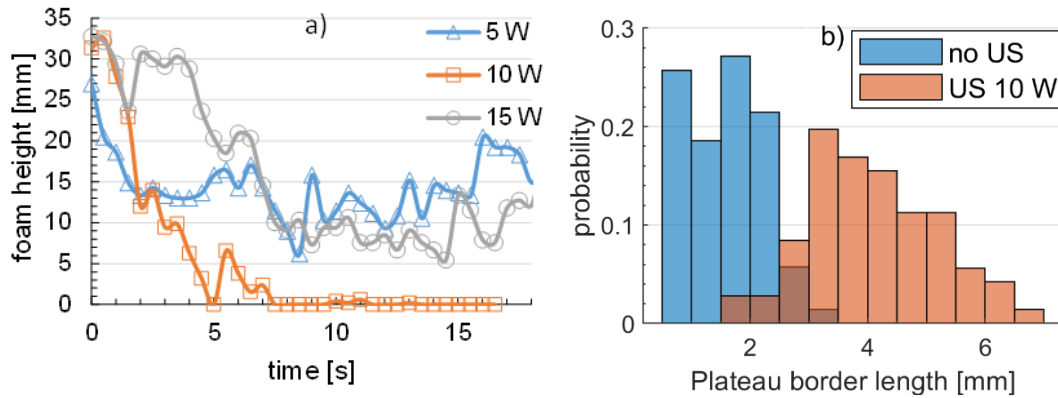 a)
5 W
10 W
15 W
foam height [mm]
35
30
25
20
15
10
5
0
0
5
10
15
time [s]
b)
no US
US 10 W
probability
0.3
0.2
0.1
0
2
4
6
Plateau border length [mm]